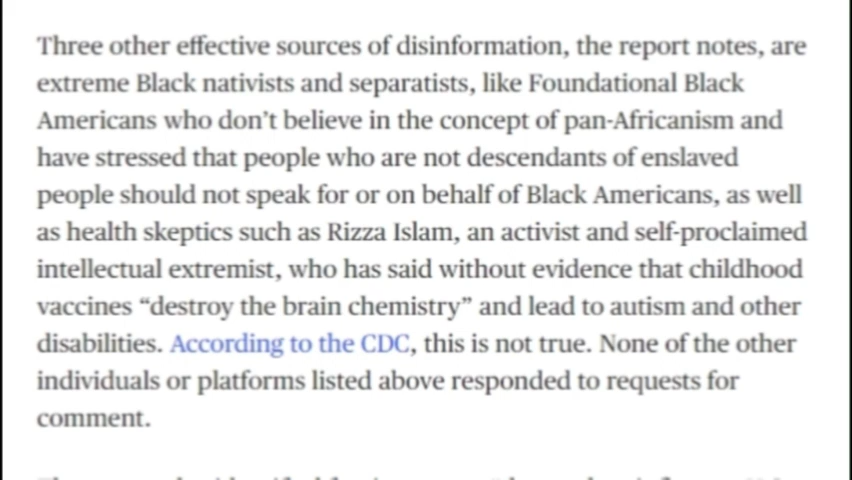 Three other effective sources of disinformation, the report notes, are
extreme Black nativists and separatists, like Foundational Black
Americans who don’t believe in the concept of pan-Africanism and
have stressed that people who are not descendants of enslaved
people should not speak for or on behalf of Black Americans, as well
as health skeptics such as Rizza Islam, an activist and self-proclaimed
intellectual extremist, who has said without evidence that childhood
vaccines “destroy the brain chemistry” and lead to autism and other
disabilities. According to the CDC, this is not true. None of the other
individuals or platforms listed above responded to requests for
comment.